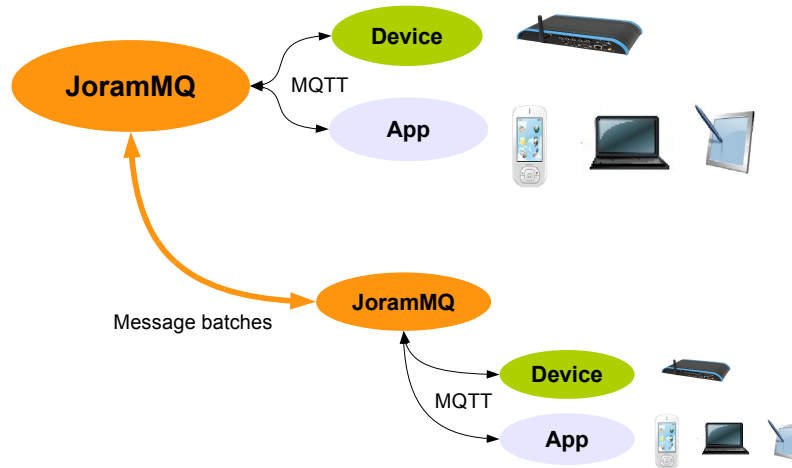 Device
JoramMQ
MQTT
App
JoramMQ
Message batches
Device
MQTT
App